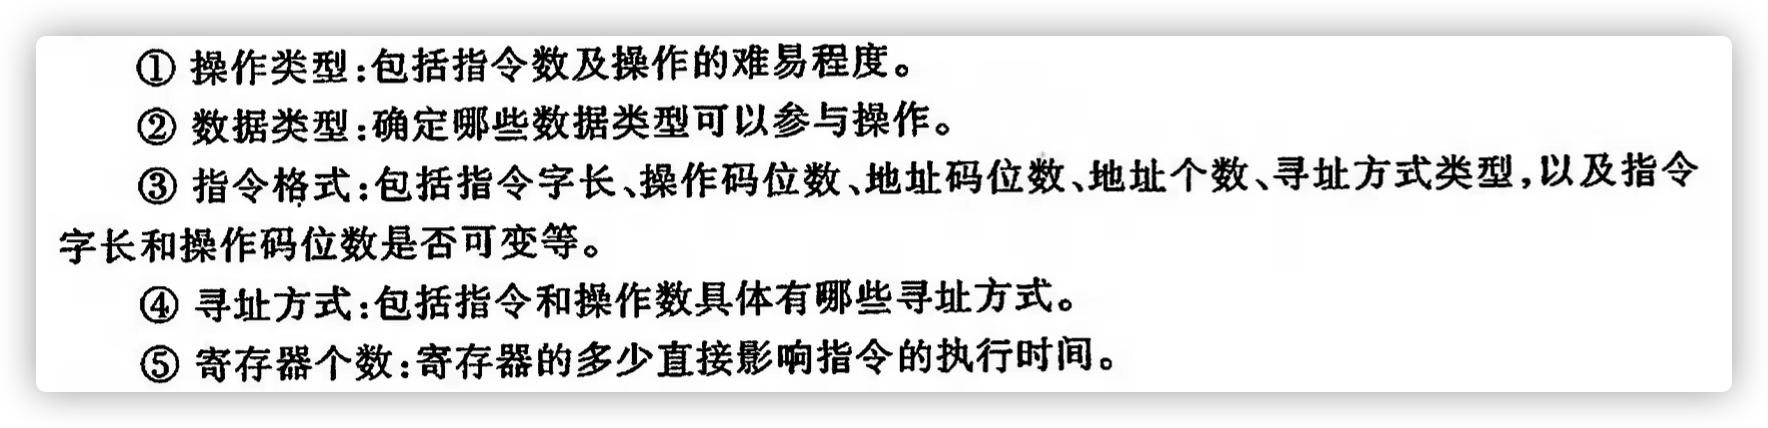 ① 操作类型:包括指令数及操作的难易程度。
② 数据类型:确定哪些数据类型可以参与操作。
③ 指令格式:包括指令字长、操作码位数、地址码位数、地址个数、寻址方式类型,以及指令
字长和操作码位数是否可变等。
④ 寻址方式:包括指令和操作数具体有哪些寻址方式。
⑤ 寄存器个数:寄存器的多少直接影响指令的执行时间。